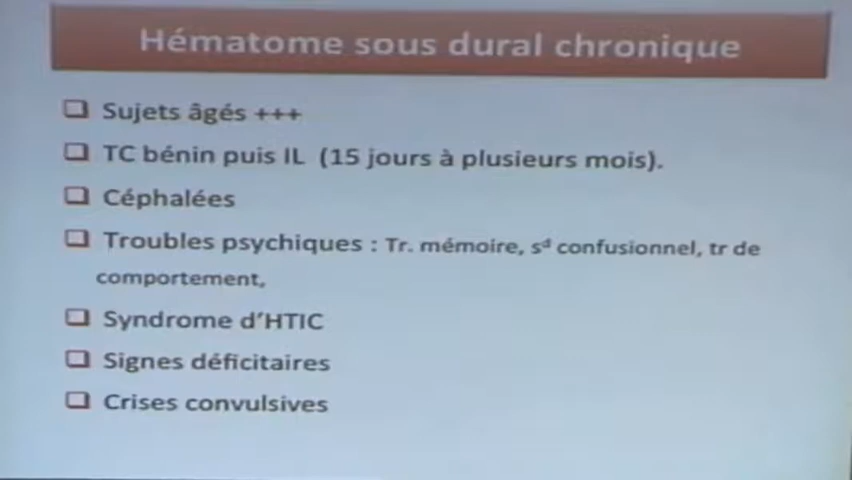 Hématome sous dural chronique
Sujets âgés +++
TC bénin puis IL (15 jours à plusieurs mois).
Céphalées
Troubles psychiques : Tr. mémoire, sᵈ confusionnel, tr de
comportement,
Syndrome d'HTIC
Signes déficitaires
Crises convulsives